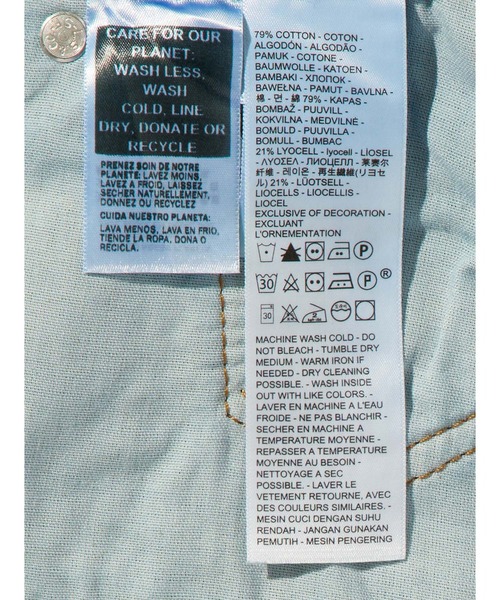 CARE FOR OUR
PLANET:
WASH LESS,
WASH
COLD, LINE
DRY, DONATE OR
RECYCLE
PRENEZ SOIN DE NOTRE
PLANETE: LAVEZ MOINS,
LAVEZ A FROID, LAISSEZ
SECHER NATURELLEMENT,
DONNEZ OU RECYCLEZ
CUIDA NUESTRO PLANETA:
LAVA MENOS, LAVA EN FRIO,
TIENDE LA ROPA, DONA O
RECICLA.
79% COTTON - COTON -
ALGODÓN - ALGODÃO -
PAMUK - COTONE -
BAUMWOLLE - KATOEN -
BAMBAKI - ХЛОПОК -
BAWEŁNA - PAMUT - BAVLNA -
棉 - 면 - 綿 79% - KAPAS -
BOMBAŽ - PUUVILL -
KOKVILNA - MEDVILNĖ -
BOMULD - PUUVILLA -
BOMULL - BUMBAC
21% LYOCELL - lyocell - LIOSEL
- ΛΥΟΣΕΛ - ЛИОЦЕЛЛ - 莱赛尔
纤维 - 레이온 - 再生繊維(リヨセ
ル) 21% - LÜOTSELL -
LIOCELIS - LIOCELLIS -
LIOCEL
EXCLUSIVE OF DECORATION -
EXCLUANT
L'ORNEMENTATION
P
30 P ®
30
MACHINE WASH COLD - DO
NOT BLEACH - TUMBLE DRY
MEDIUM - WARM IRON IF
NEEDED - DRY CLEANING
POSSIBLE. - WASH INSIDE
OUT WITH LIKE COLORS. -
LAVER EN MACHINE A L'EAU
FROIDE - NE PAS BLANCHIR -
SECHER EN MACHINE A
TEMPERATURE MOYENNE -
REPASSER A TEMPERATURE
MOYENNE AU BESOIN -
NETTOYAGE A SEC
POSSIBLE. - LAVER LE
VETEMENT RETOURNE, AVEC
DES COULEURS SIMILAIRES. -
MESIN CUCI DENGAN SUHU
RENDAH - JANGAN GUNAKAN
PEMUTIH - MESIN PENGERING